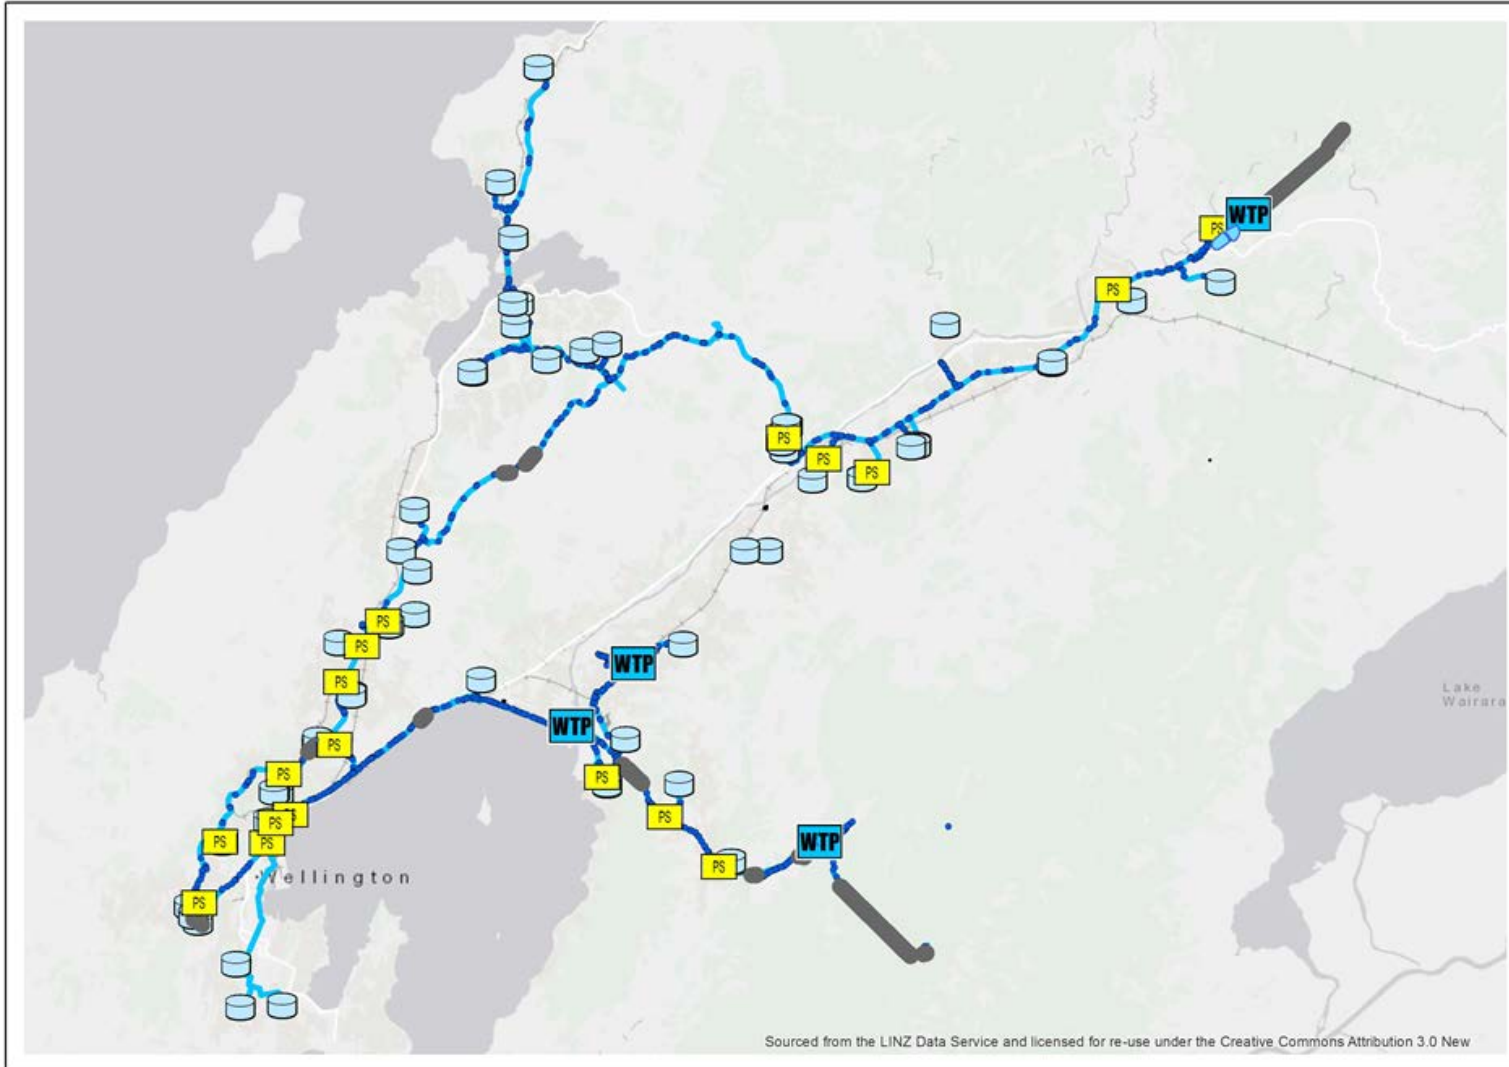 WTP
PS
PS
PS
PS
PS
PS
PS
WTP
PS
Lake
Wairara
WTP
PS
PS
PS
PS
PS
PS
PS
PS
WTP
PS
Wellington
PS
Sourced from the LINZ Data Service and licensed for re-use under the Creative Commons Attribution 3.0 New